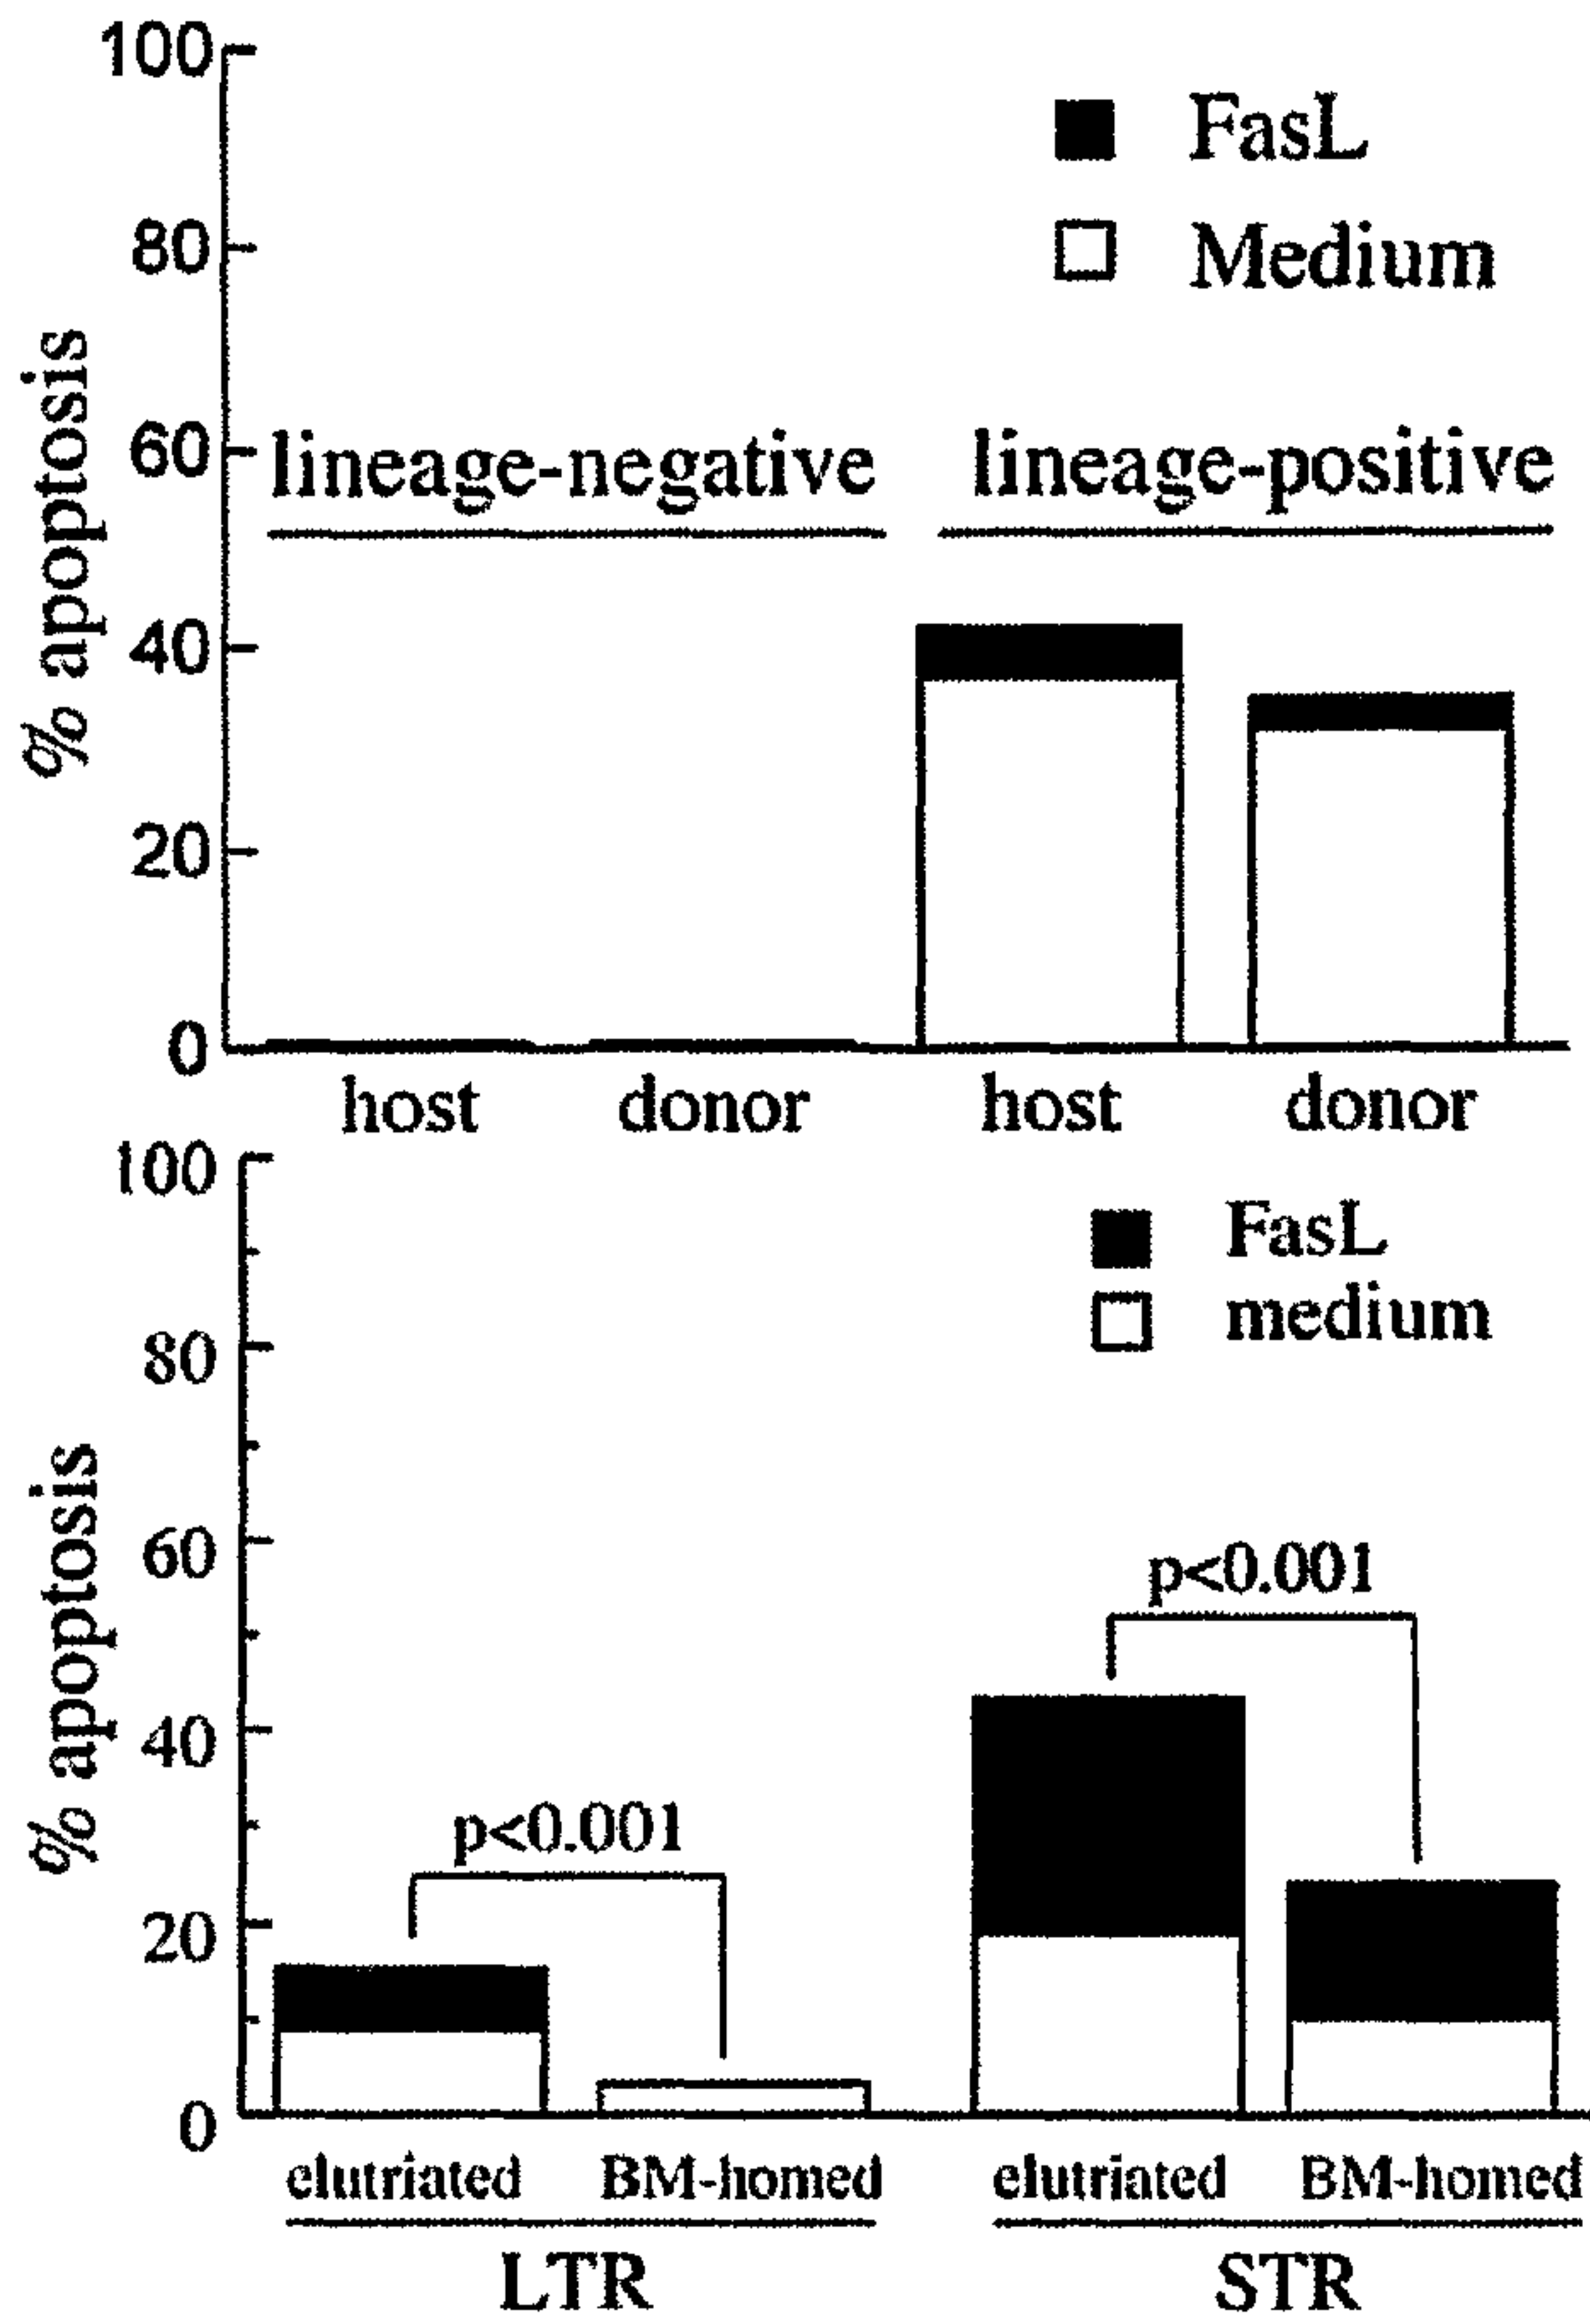 100
FasL
80
Medium
% apoptosis
60
lineage-negative
lineage-positive
40
20
0
host
donor
host
donor
100
FasL
medium
80
% apoptosis
60
p<0.001
40
p<0.001
20
0
elutriated
BM-homed
elutriated
BM-homed
LTR
STR